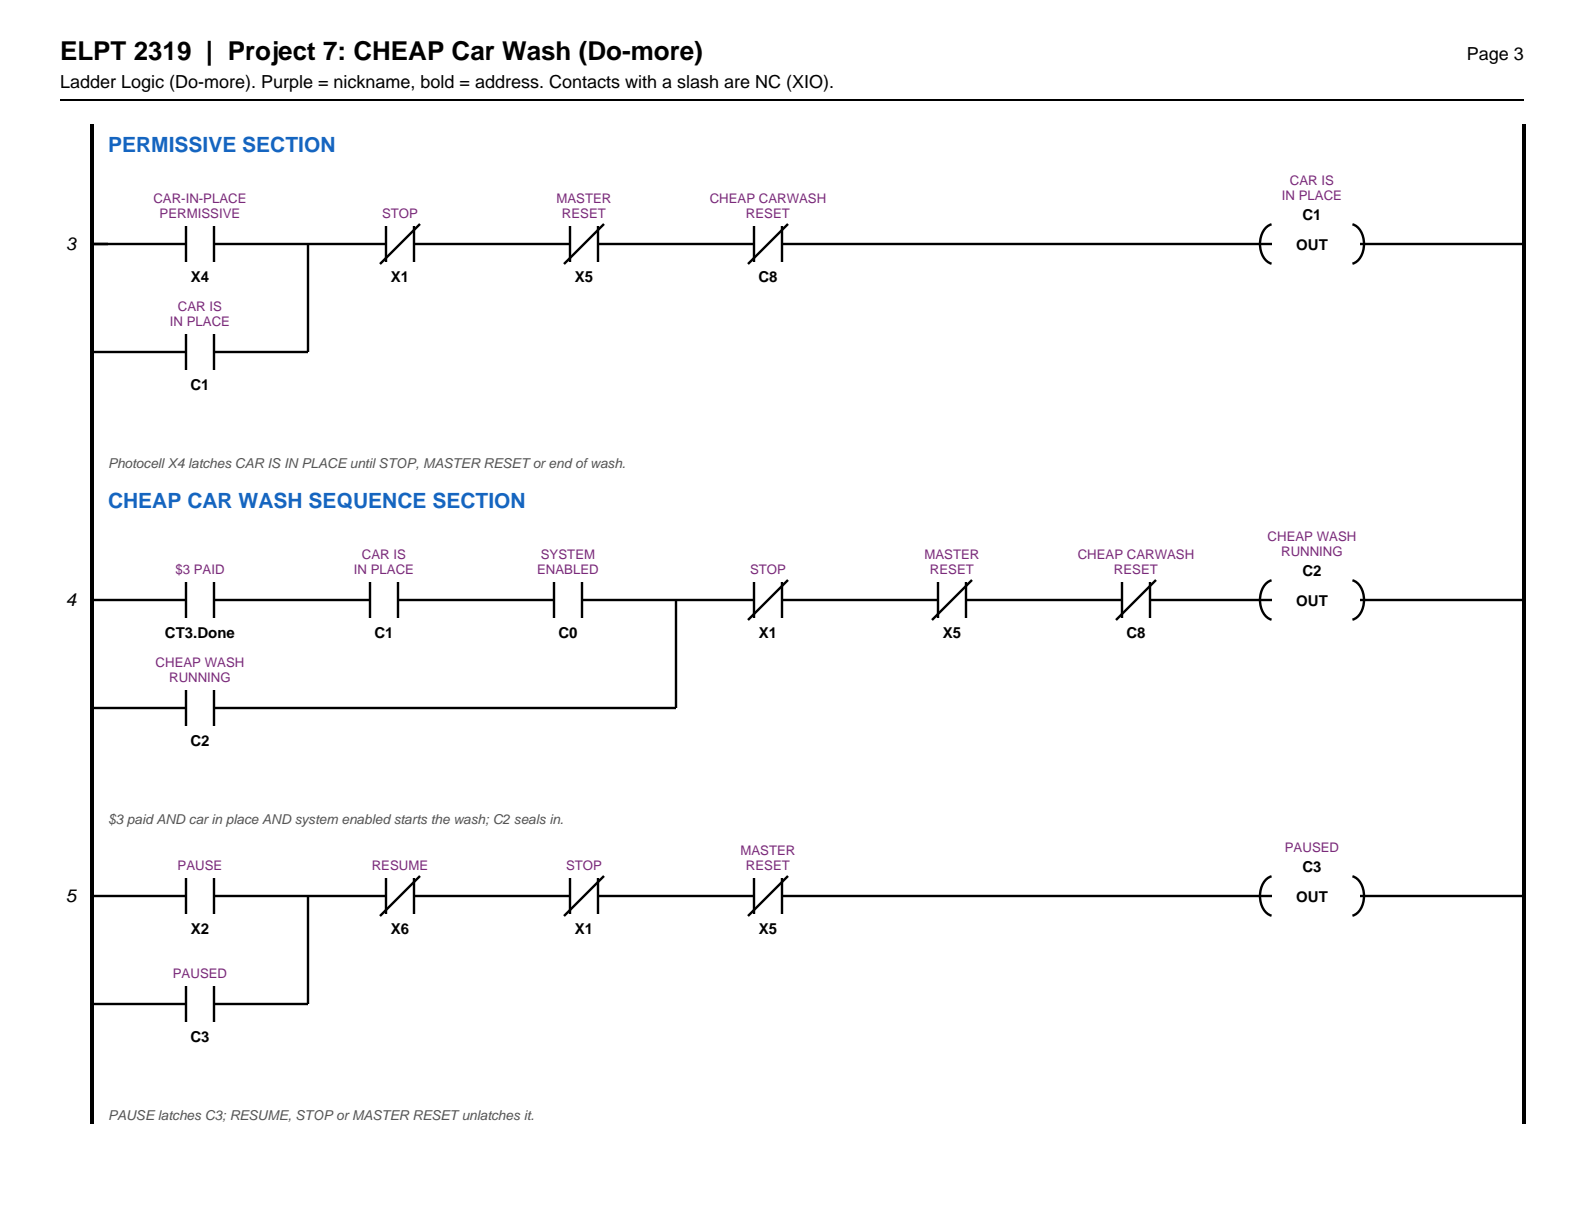 ELPT 2319 | Project 7: CHEAP Car Wash (Do-more)
Page 3
Ladder Logic (Do-more). Purple = nickname, bold = address. Contacts with a slash are NC (XIO).
PERMISSIVE SECTION
CAR-IN-PLACE
PERMISSIVE
STOP
MASTER
RESET
CHEAP CARWASH
RESET
CAR IS
IN PLACE
C1
3
OUT
X4
X1
X5
C8
CAR IS
IN PLACE
C1
Photocell X4 latches CAR IS IN PLACE until STOP, MASTER RESET or end of wash.
CHEAP CAR WASH SEQUENCE SECTION
$3 PAID
CAR IS
IN PLACE
SYSTEM
ENABLED
STOP
MASTER
RESET
CHEAP CARWASH
RESET
CHEAP WASH
RUNNING
C2
4
OUT
CT3.Done
C1
C0
X1
X5
C8
CHEAP WASH
RUNNING
C2
$3 paid AND car in place AND system enabled starts the wash; C2 seals in.
PAUSE
RESUME
STOP
MASTER
RESET
PAUSED
C3
5
OUT
X2
X6
X1
X5
PAUSED
C3
PAUSE latches C3; RESUME, STOP or MASTER RESET unlatches it.